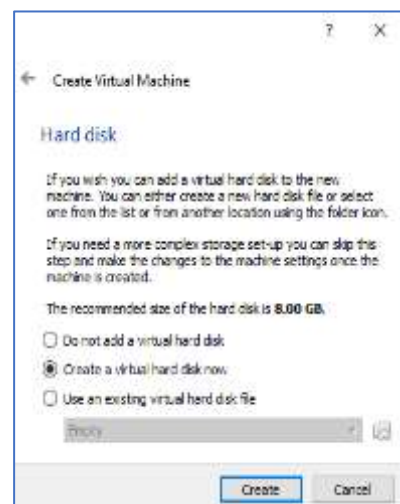 ?
Create Virtual Machine
Hard disk
If you wish you can add a virtual hard disk to the new
machine. You can either create a new hard disk file or select
one from the list or from another location using the folder icon.
If you need a more complex storage set-up you can skip this
step and make the changes to the machine settings once the
machine is created.
The recommended size of the hard disk is 8.00 GB.
Do not add a virtual hard disk
Create a virtual hard disk now
Use an existing virtual hard disk file
Empty
Create Cancel